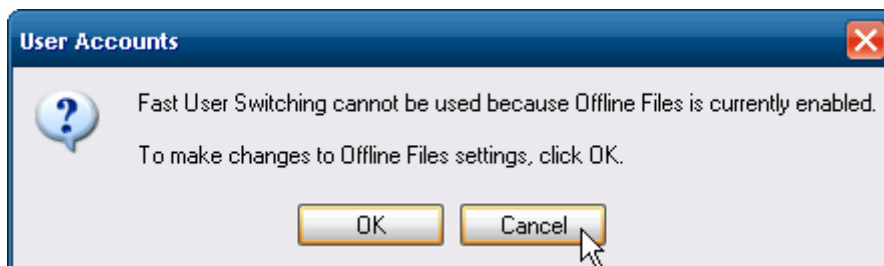 User Accounts
Fast User Switching cannot be used because Offline Files is currently enabled.
To make changes to Offline Files settings, click OK.
OK
Cancel